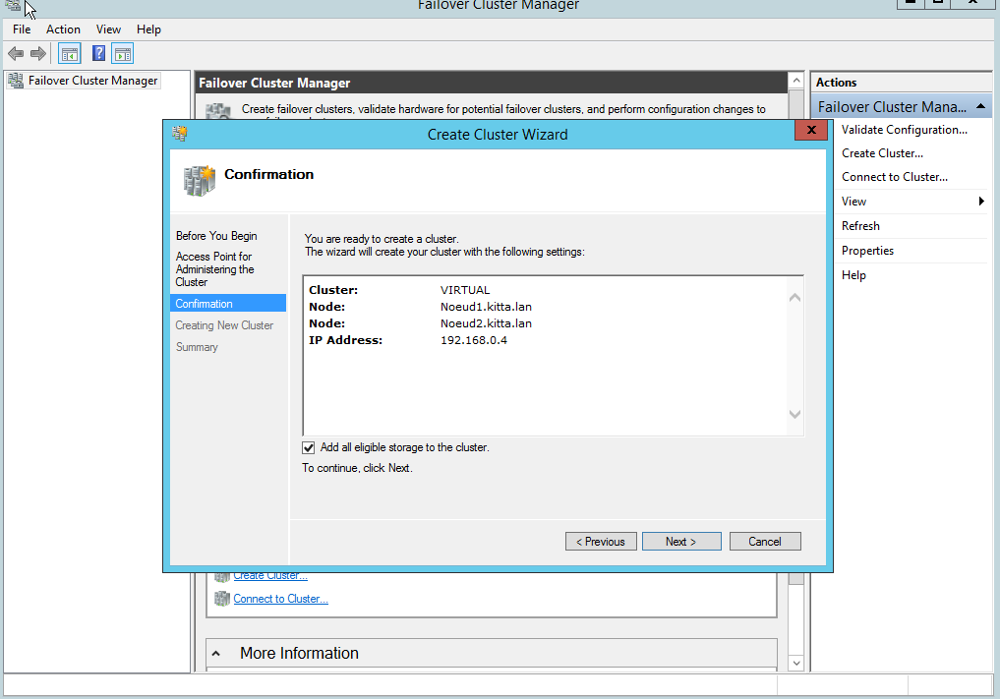 Failover Cluster Manager
File Action View Help
Failover Cluster Manager
Failover Cluster Manager
Create failover clusters, validate hardware for potential failover clusters, and perform configuration changes to
Actions
Failover Cluster Mana...
Validate Configuration...
Create Cluster...
Connect to Cluster...
View
Refresh
Properties
Help
Create Cluster Wizard
Confirmation
Before You Begin
Access Point for
Administering the
Cluster
Confirmation
Creating New Cluster
Summary
You are ready to create a cluster.
The wizard will create your cluster with the following settings:
Cluster: VIRTUAL
Node: Noeud1.kitta.lan
Node: Noeud2.kitta.lan
IP Address: 192.168.0.4
Add all eligible storage to the cluster.
To continue, click Next.
< Previous Next > Cancel
Create Cluster...
Connect to Cluster...
More Information